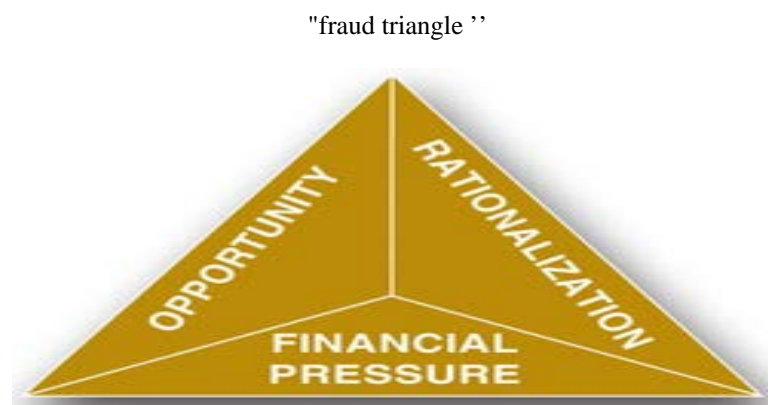 "fraud triangle ’’
OPPORTUNITY
RATIONALIZATION
FINANCIAL
PRESSURE